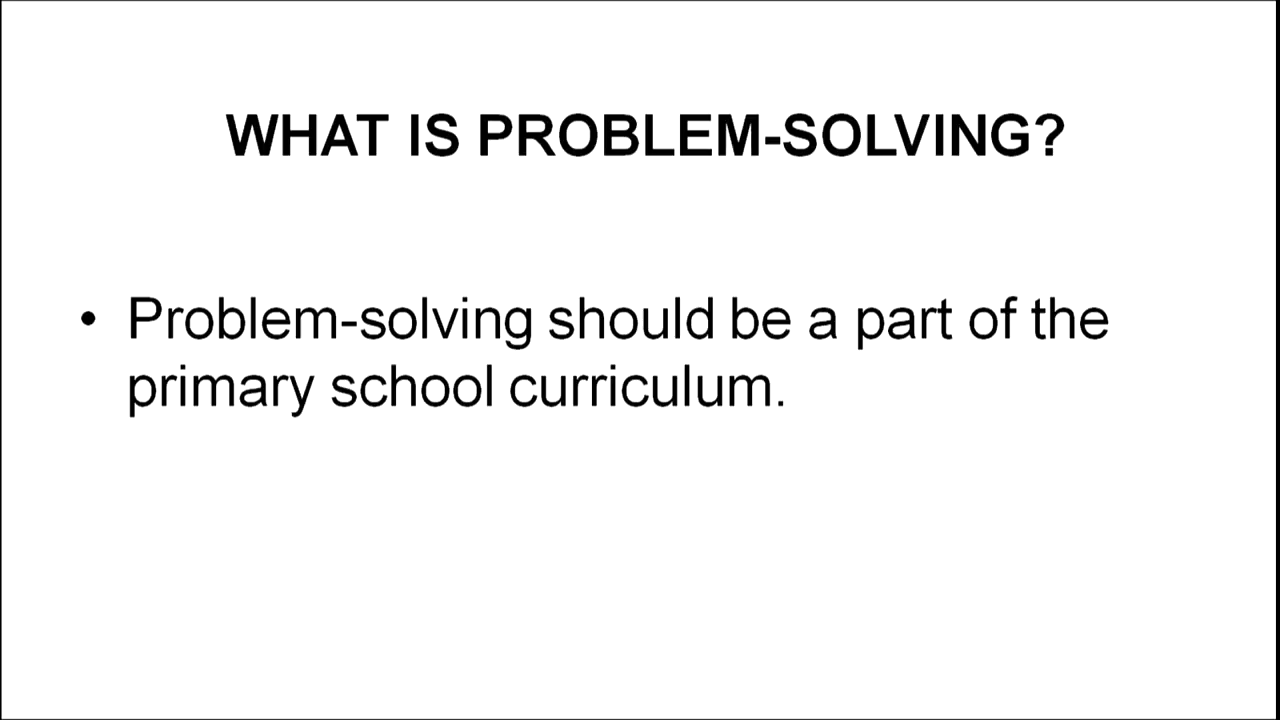 WHAT IS PROBLEM-SOLVING?
• Problem-solving should be a part of the
primary school curriculum.